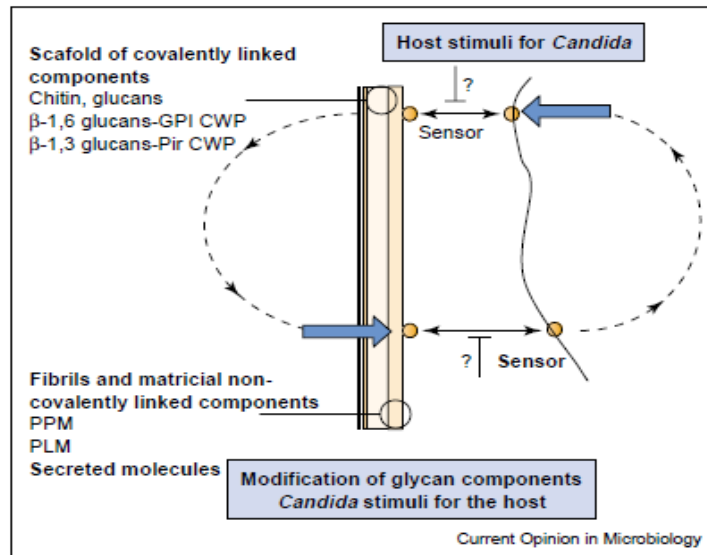 Host stimuli for Candida
Scafold of covalently linked
components
Chitin, glucans
β-1,6 glucans-GPI CWP
β-1,3 glucans-Pir CWP
?
Sensor
?
Sensor
Fibrils and matricial non-
covalently linked components
PPM
PLM
Secreted molecules
Modification of glycan components
Candida stimuli for the host
Current Opinion in Microbiology